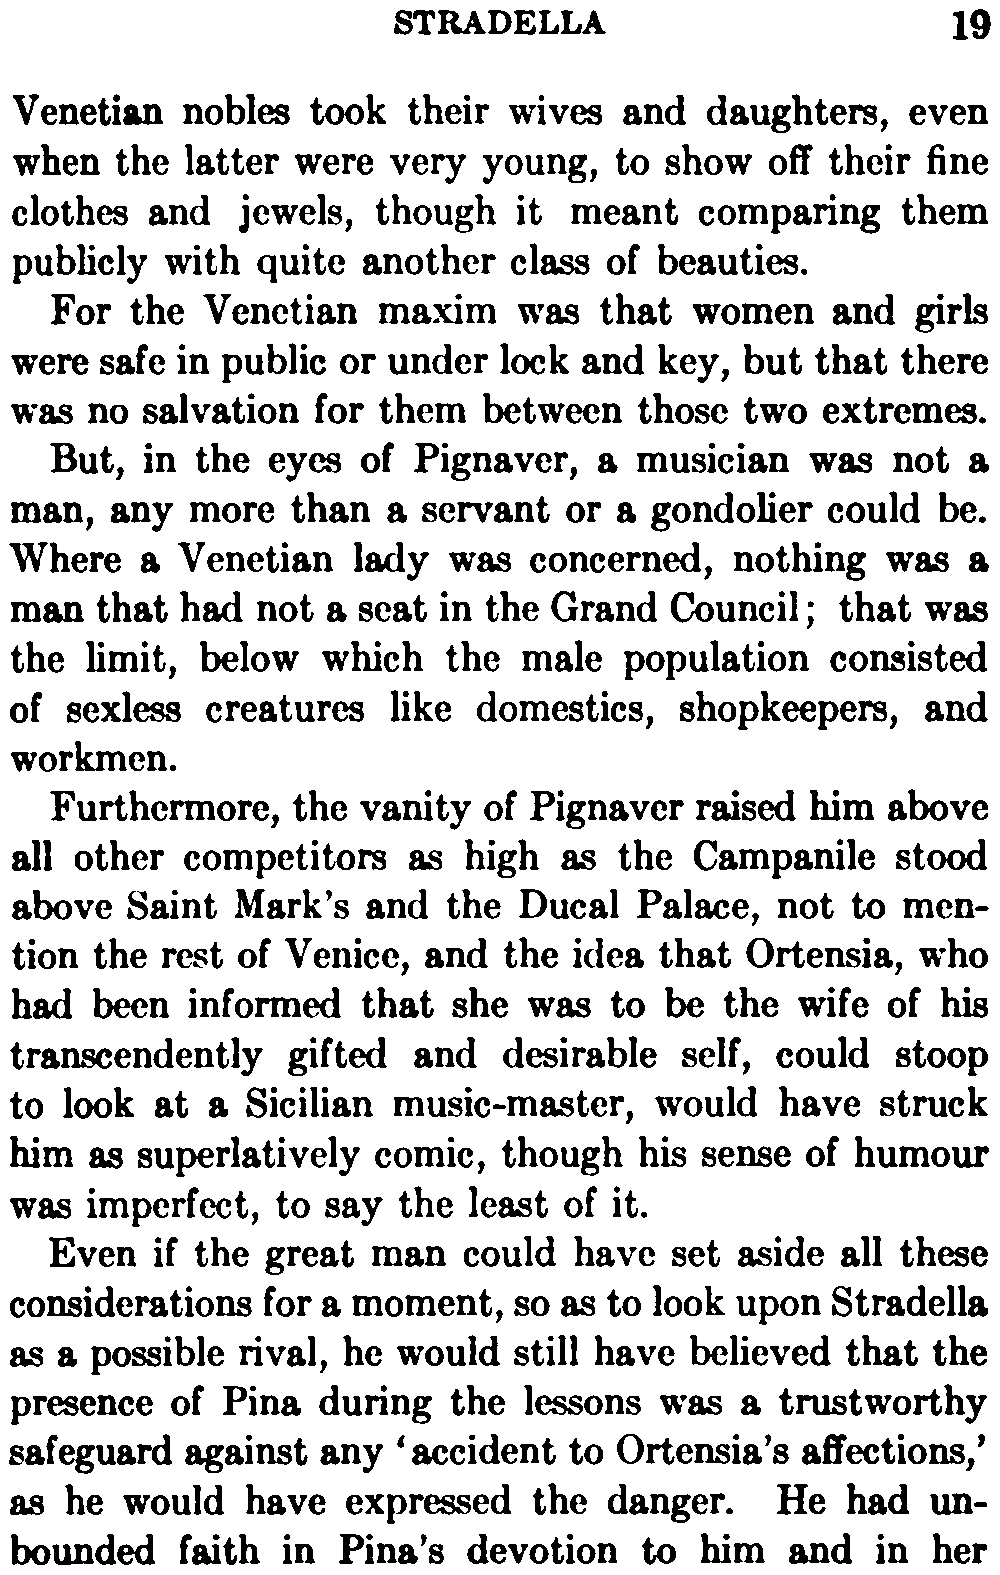 STRADELLA 19
Venetian nobles took their wives and daughters, even
when the latter were very young, to show off their fine
clothes and jewels, though it meant comparing them
publicly with quite another class of beauties.
For the Venetian maxim was that women and girls
were safe in public or under lock and key, but that there
was no salvation for them between those two extremes.
But, in the eyes of Pignaver, a musician was not a
man, any more than a servant or a gondolier could be.
Where a Venetian lady was concerned, nothing was a
man that had not a seat in the Grand Council; that was
the limit, below which the male population consisted
of sexless creatures like domestics, shopkeepers, and
workmen.
Furthermore, the vanity of Pignaver raised him above
all other competitors as high as the Campanile stood
above Saint Mark's and the Ducal Palace, not to men-
tion the rest of Venice, and the idea that Ortensia, who
had been informed that she was to be the wife of his
transcendently gifted and desirable self, could stoop
to look at a Sicilian music-master, would have struck
him as superlatively comic, though his sense of humour
was imperfect, to say the least of it.
Even if the great man could have set aside all these
considerations for a moment, so as to look upon Stradella
as a possible rival, he would still have believed that the
presence of Pina during the lessons was a trustworthy
safeguard against any 'accident to Ortensia's affections,'
as he would have expressed the danger. He had un-
bounded faith in Pina's devotion to him and in her